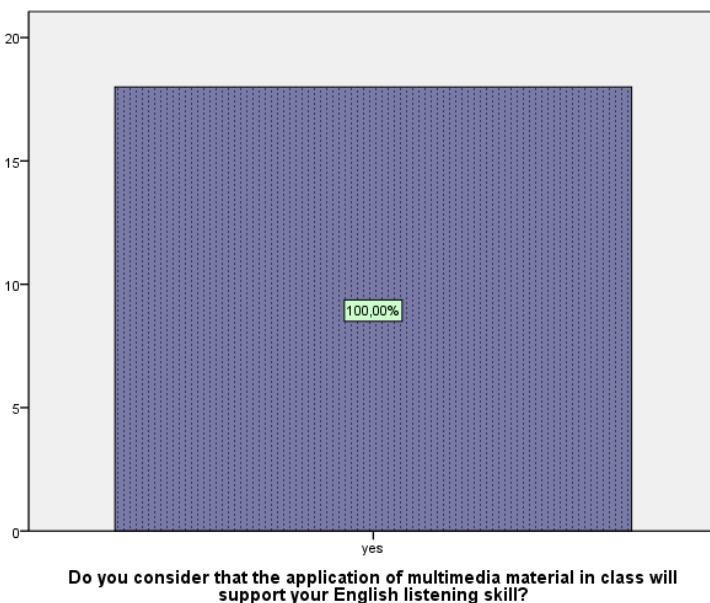 20
15
10
5
0
100,00%
yes
Do you consider that the application of multimedia material in class will
support your English listening skill?